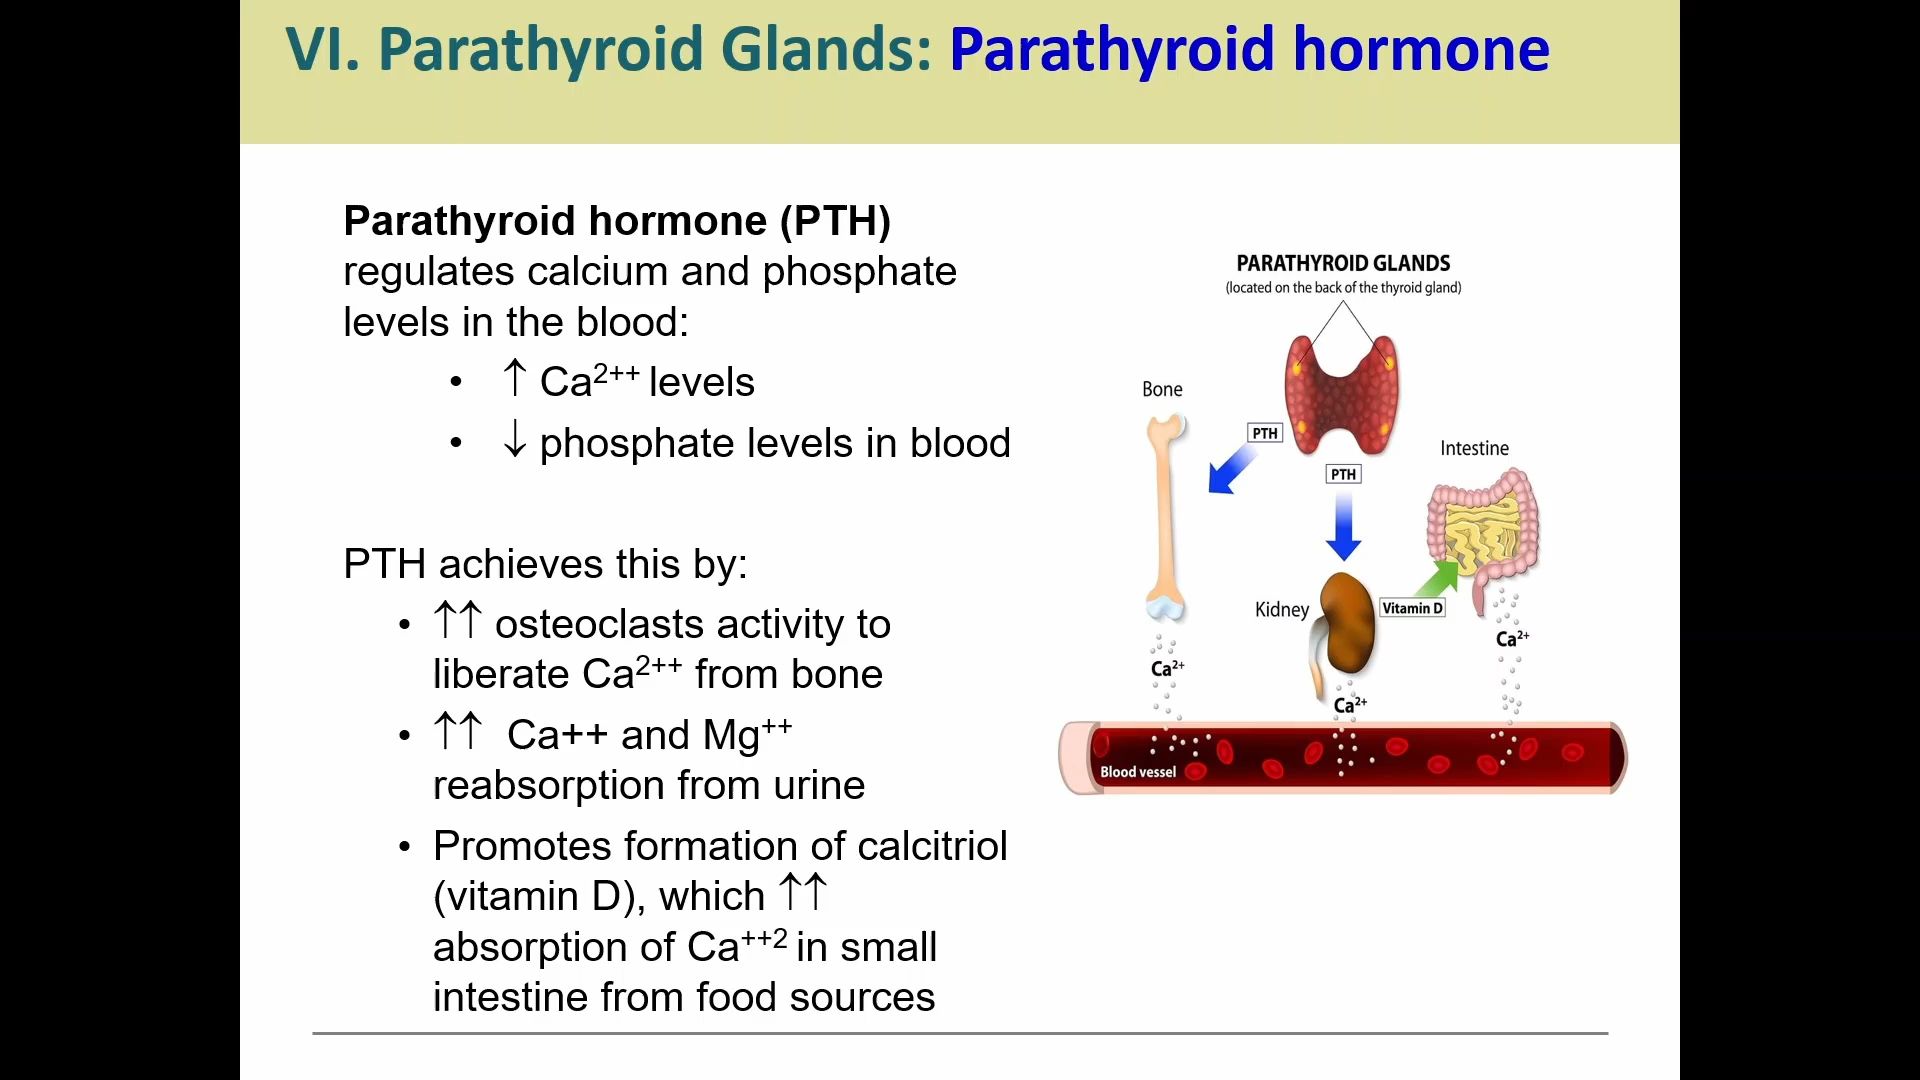 VI. Parathyroid Glands: Parathyroid hormone
Parathyroid hormone (PTH)
regulates calcium and phosphate
levels in the blood:
• ↑ Ca²⁺⁺ levels
• ↓ phosphate levels in blood
PTH achieves this by:
• ↑↑ osteoclasts activity to
liberate Ca²⁺⁺ from bone
• ↑↑ Ca++ and Mg⁺⁺
reabsorption from urine
• Promotes formation of calcitriol
(vitamin D), which ↑↑
absorption of Ca⁺⁺² in small
intestine from food sources
PARATHYROID GLANDS
(located on the back of the thyroid gland)
Bone
PTH
Intestine
PTH
Kidney
Vitamin D
Ca²⁺
Ca²⁺
Ca²⁺
Blood vessel